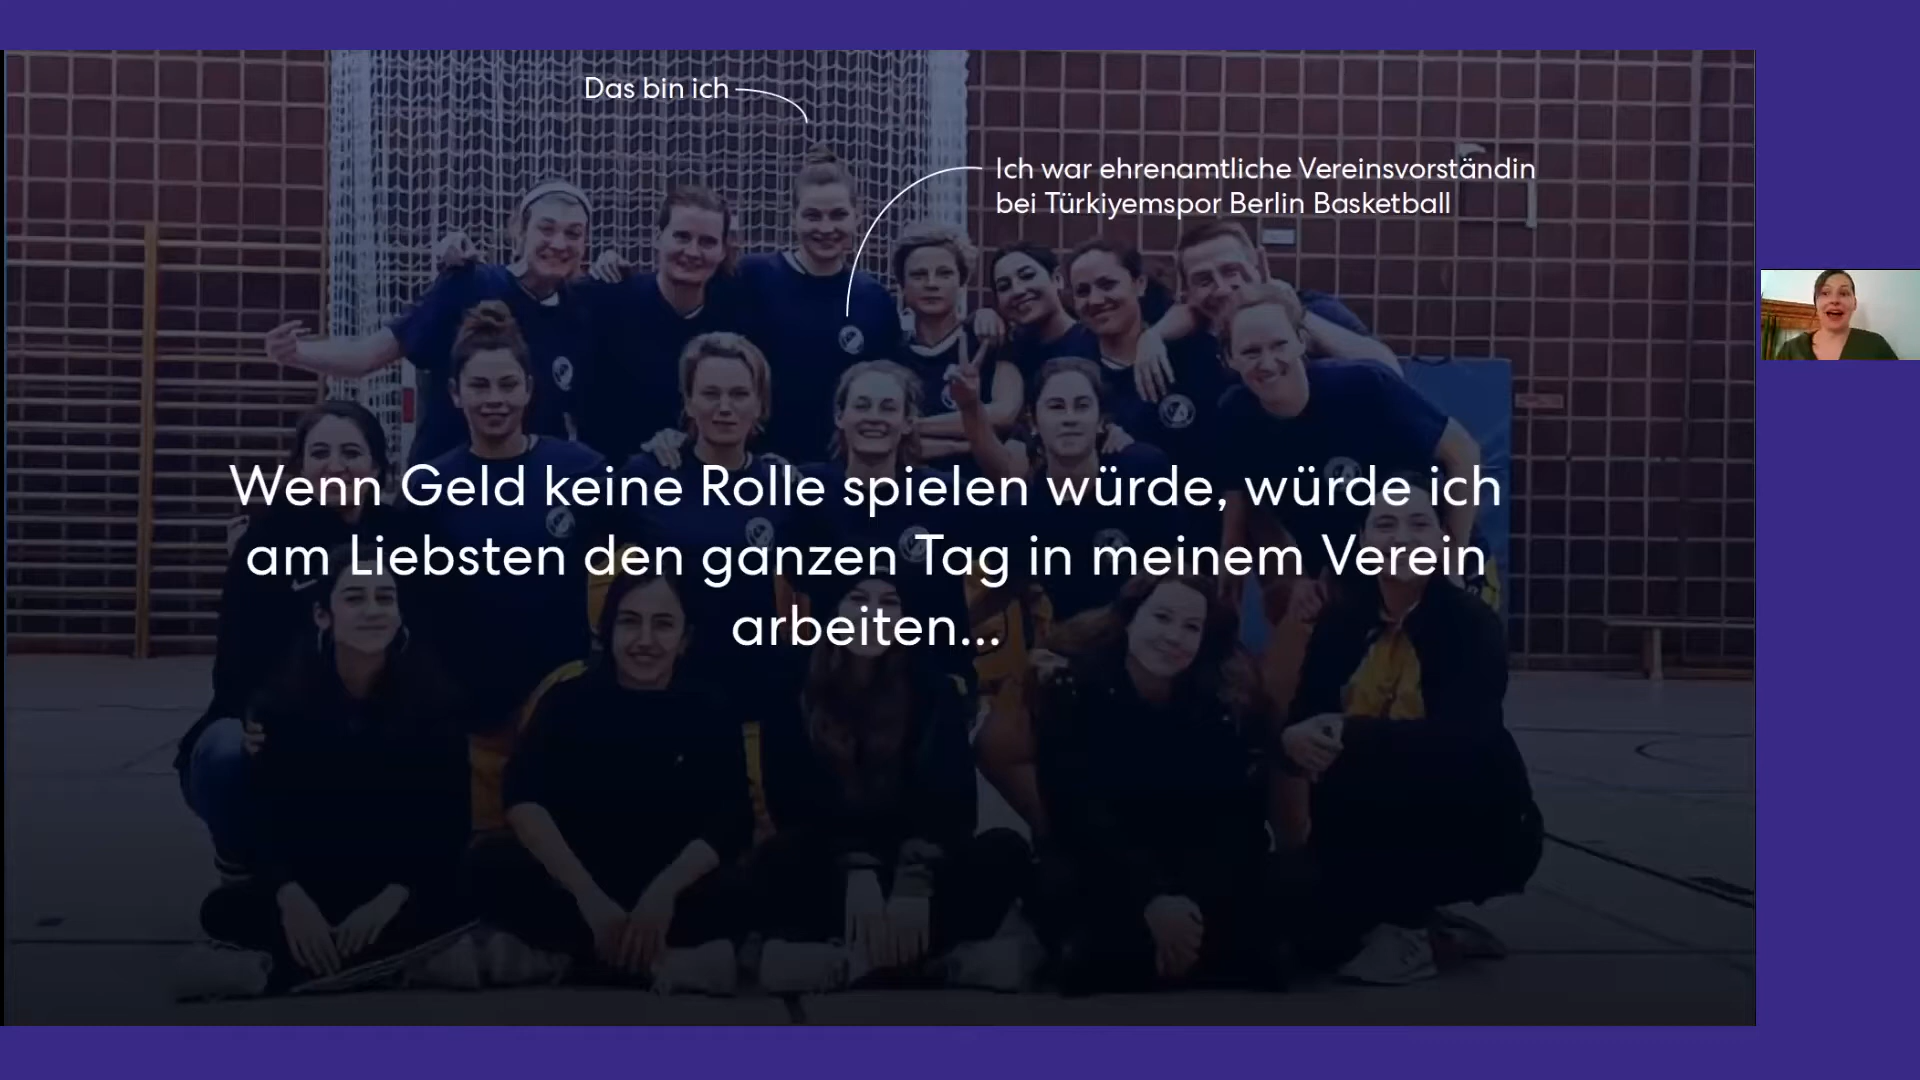 Das bin ich
Ich war ehrenamtliche Vereinsvorständin
bei Türkiyemspor Berlin Basketball
Wenn Geld keine Rolle spielen würde, würde ich
am Liebsten den ganzen Tag in meinem Verein
arbeiten...